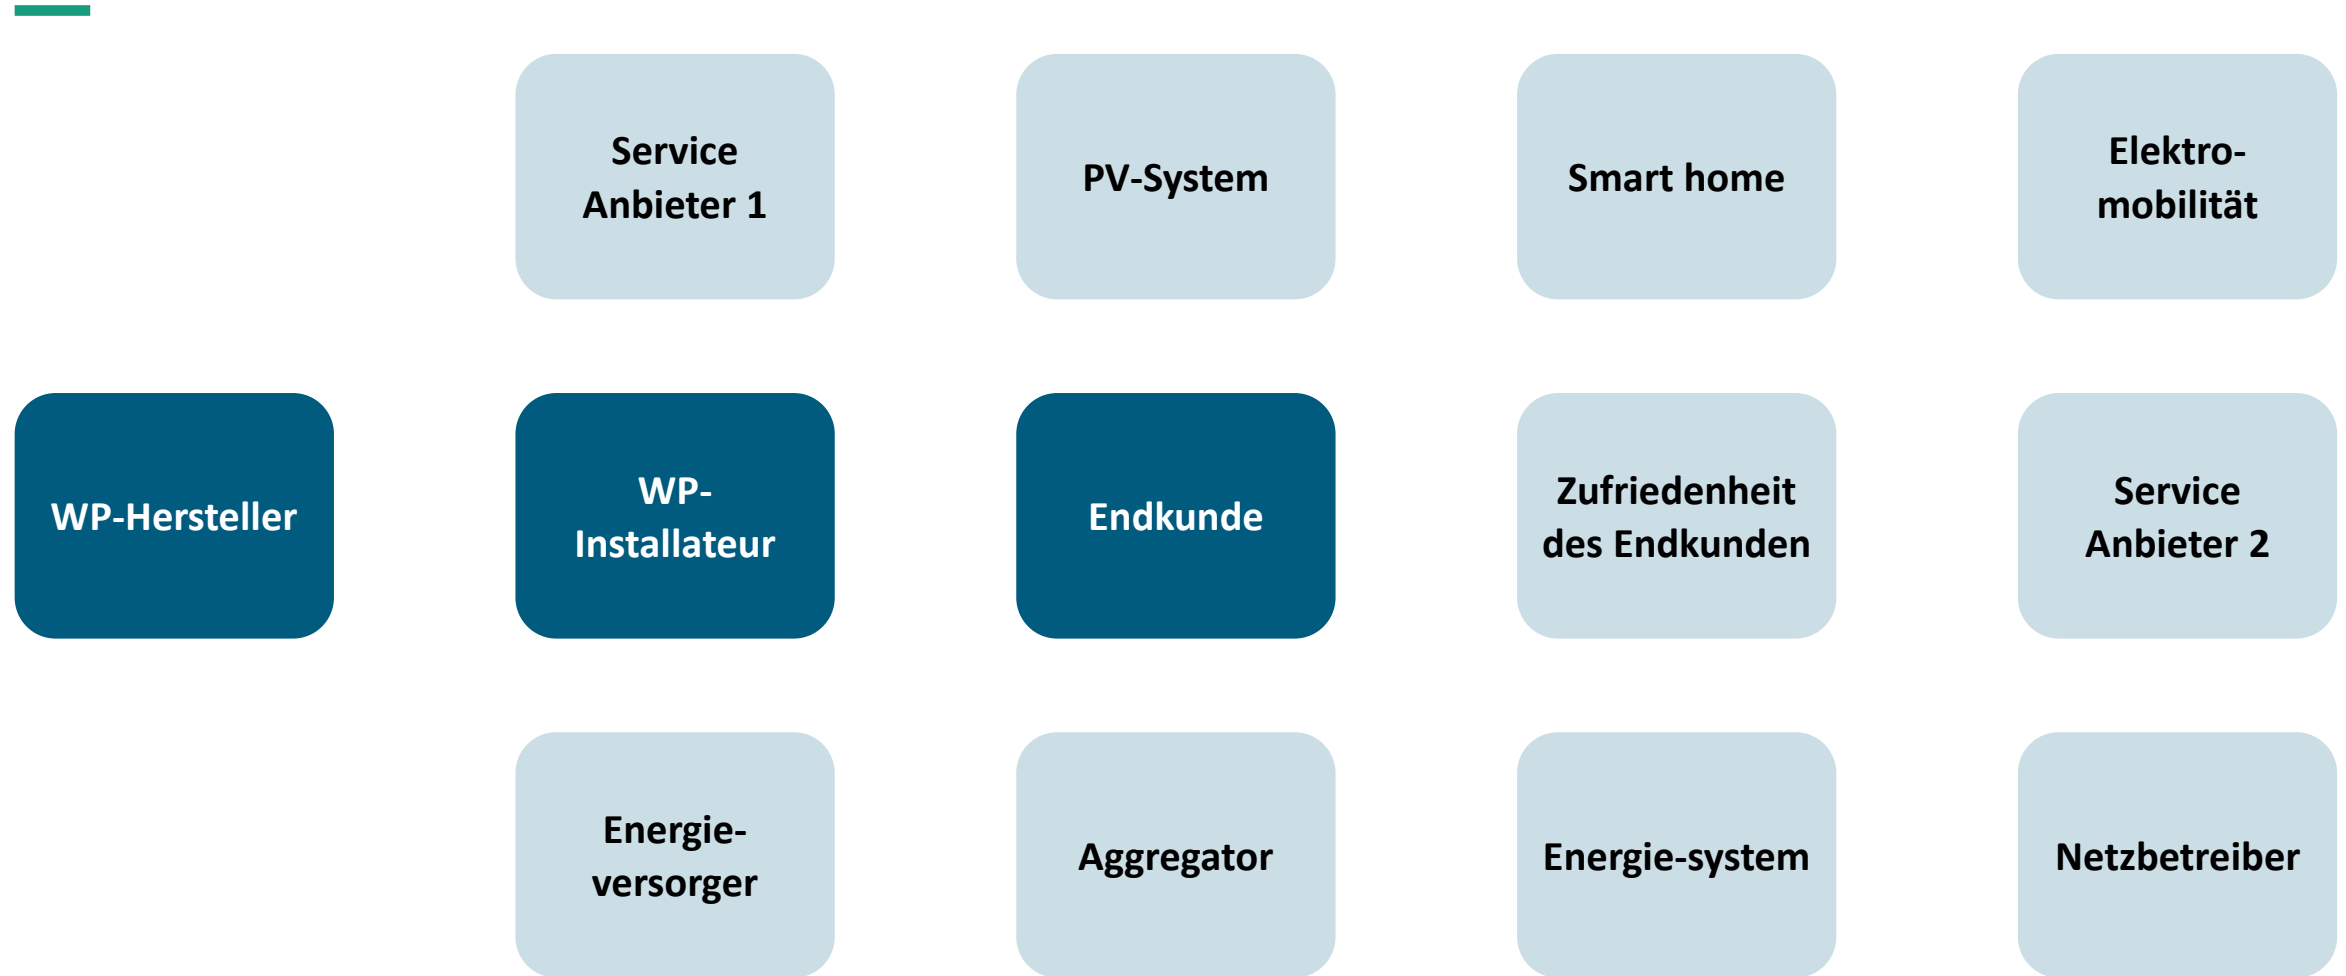 Service
Anbieter 1
PV-System
Smart home
Elektro-
mobilität
WP-Hersteller
WP-
Installateur
Endkunde
Zufriedenheit
des Endkunden
Service
Anbieter 2
Energie-
versorger
Aggregator
Energie-system
Netzbetreiber